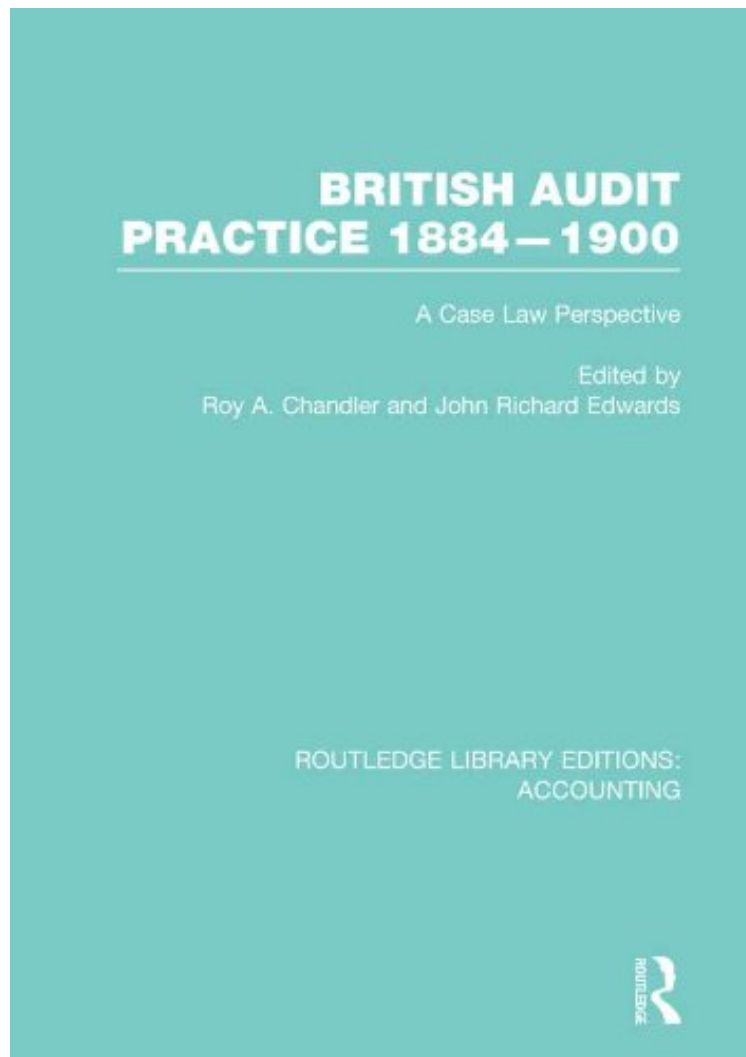 BRITISH AUDIT
PRACTICE 1884—1900
A Case Law Perspective
Edited by
Roy A. Chandler and John Richard Edwards
ROUTLEDGE LIBRARY EDITIONS:
ACCOUNTING
ROUTLEDGE